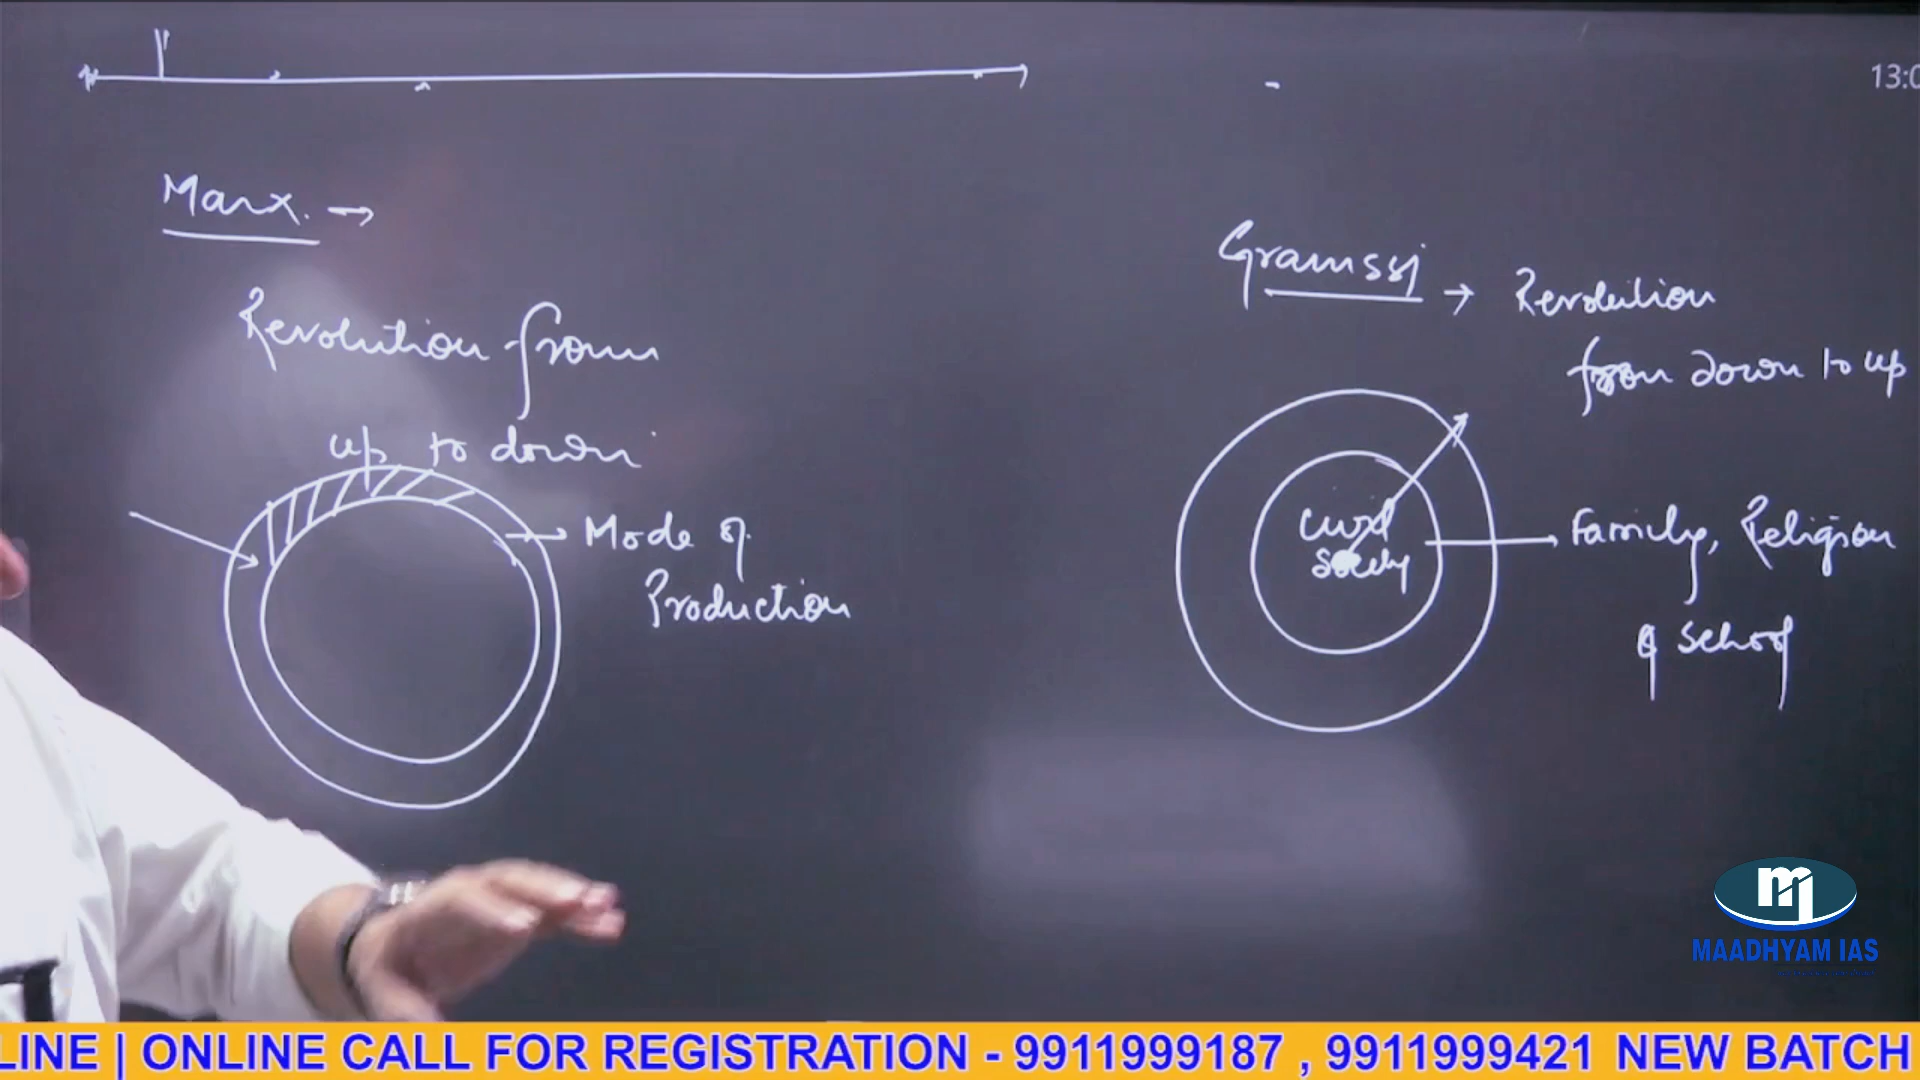 13:0
Marx. →
Revolution from
up to down
Mode of
Production
Gramssi → Revolution
from down to up
Civil
Society
Family, Religion
& School
MAADHYAM IAS
LINE | ONLINE CALL FOR REGISTRATION - 9911999187 , 9911999421 NEW BATCH